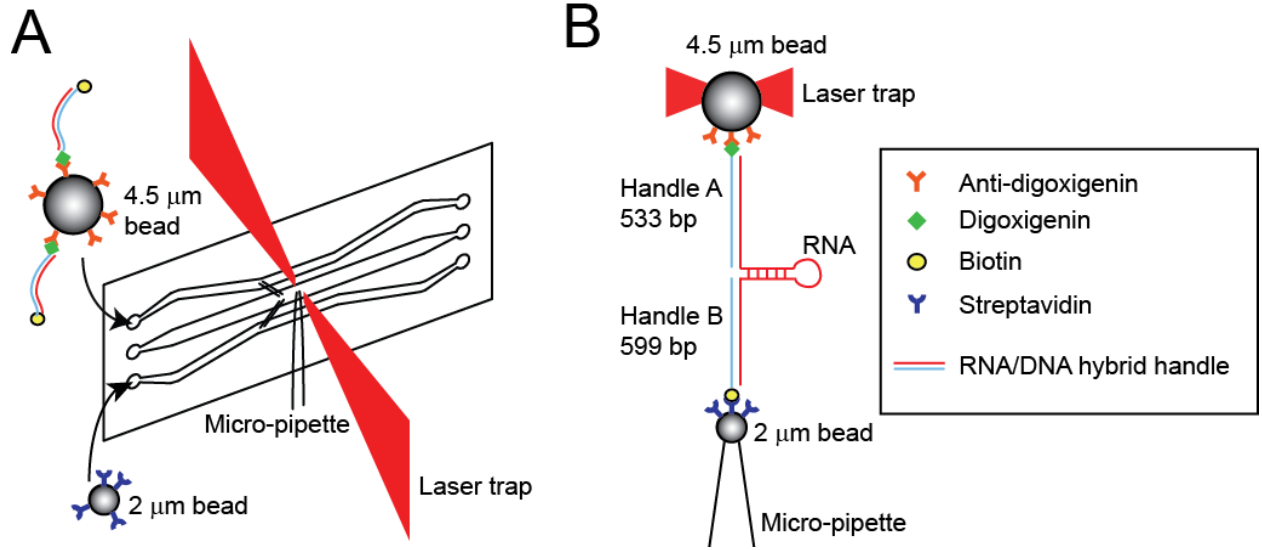 A
4.5 μm
bead
Micro-pipette
Laser trap
2 μm bead
B
4.5 μm bead
Laser trap
Handle A
533 bp
RNA
Handle B
599 bp
2 μm bead
Micro-pipette
Anti-digoxigenin
Digoxigenin
Biotin
Streptavidin
RNA/DNA hybrid handle